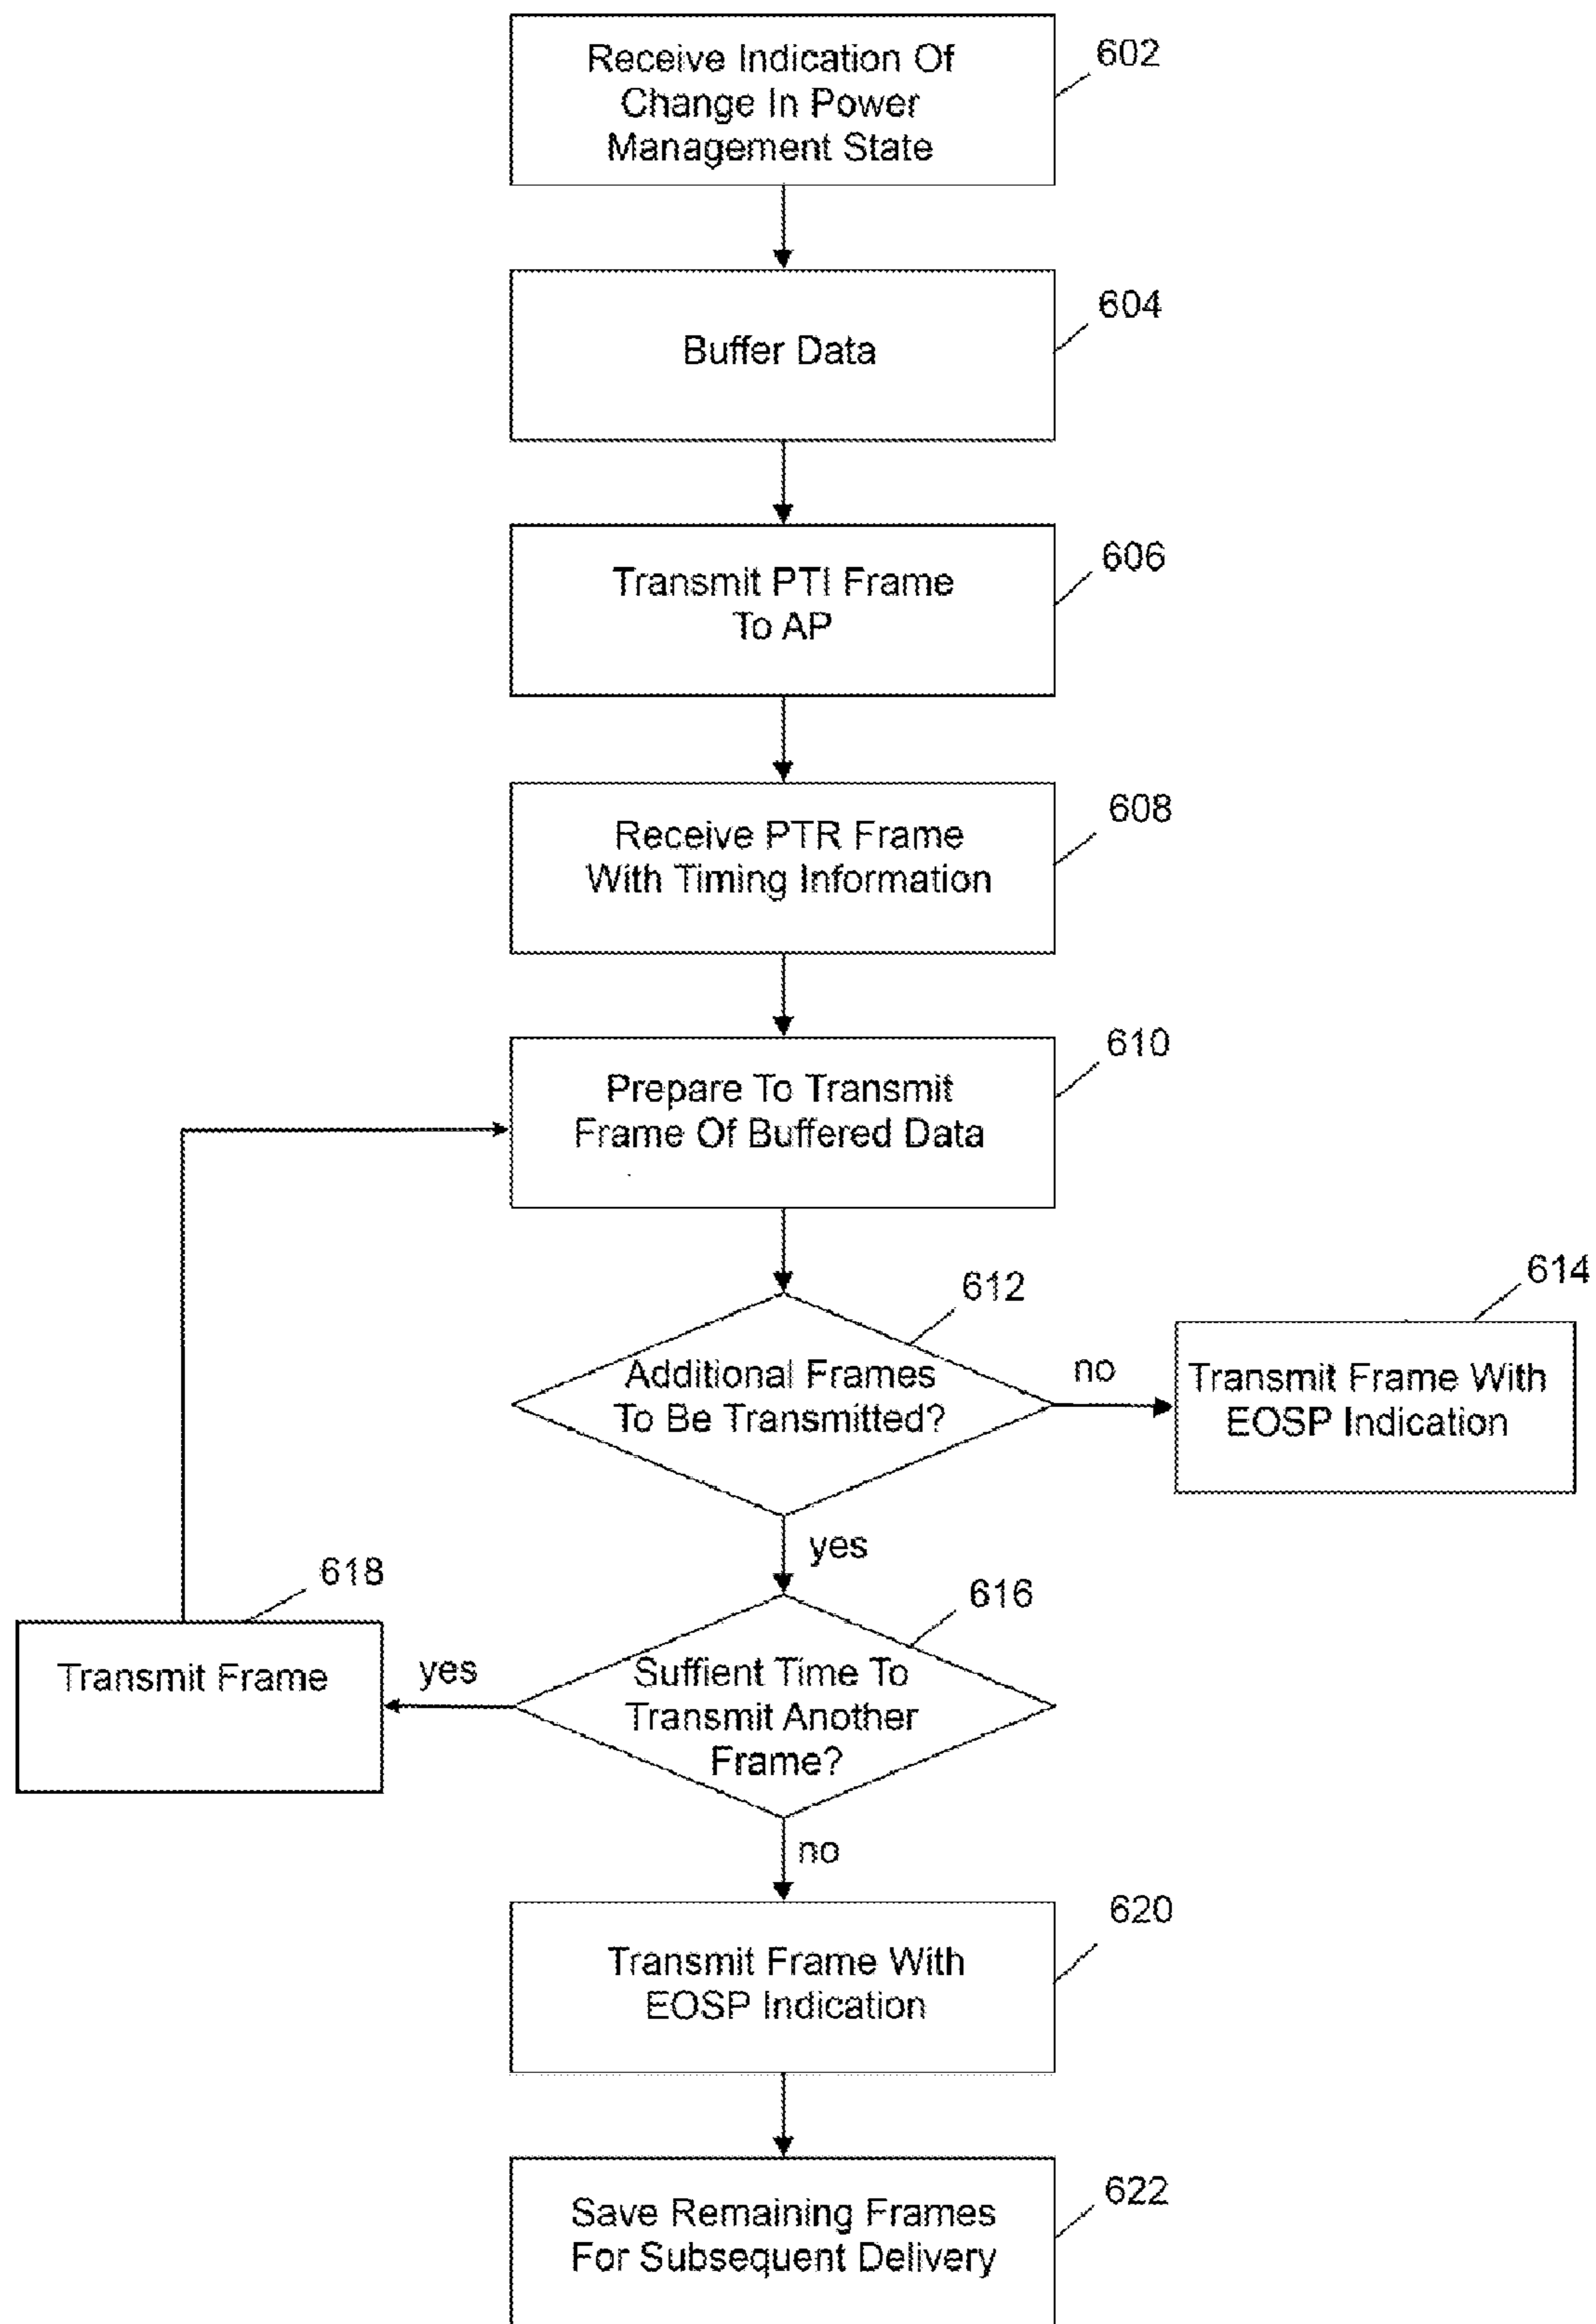 Receive Indication Of
Change In Power
Management State
602
Buffer Data
604
Transmit PTI Frame
To AP
606
Receive PTR Frame
With Timing Information
608
Prepare To Transmit
Frame Of Buffered Data
610
Additional Frames
To Be Transmitted?
612
no
Transmit Frame With
EOSP Indication
614
yes
Suffient Time To
Transmit Another
Frame?
616
yes
Transmit Frame
618
no
Transmit Frame With
EOSP Indication
620
Save Remaining Frames
For Subsequent Delivery
622